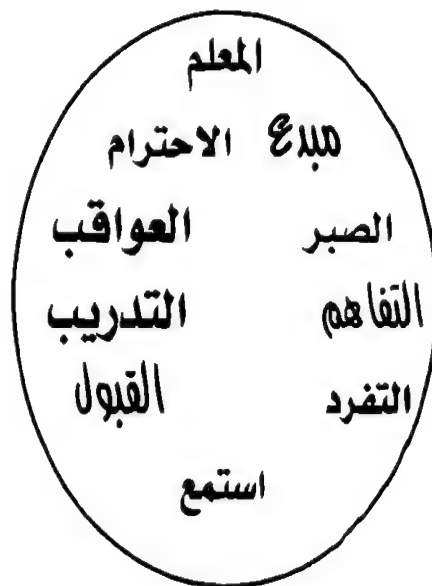 المعلم
مبدع الاحترام
الصبر العواقب
التفاهم التدريب
التفرد القبول
استمع